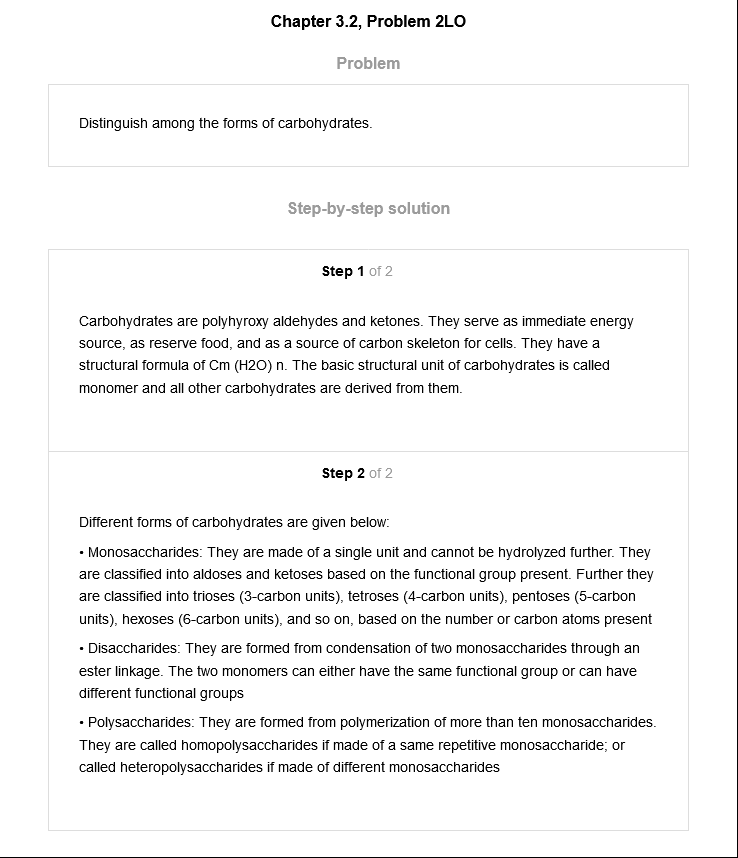 Chapter 3.2, Problem 2LO
Problem
Distinguish among the forms of carbohydrates.
Step-by-step solution
Step 1 of 2
Carbohydrates are polyhyroxy aldehydes and ketones. They serve as immediate energy
source, as reserve food, and as a source of carbon skeleton for cells. They have a
structural formula of Cm (H2O) n. The basic structural unit of carbohydrates is called
monomer and all other carbohydrates are derived from them.
Step 2 of 2
Different forms of carbohydrates are given below:
• Monosaccharides: They are made of a single unit and cannot be hydrolyzed further. They
are classified into aldoses and ketoses based on the functional group present. Further they
are classified into trioses (3-carbon units), tetroses (4-carbon units), pentoses (5-carbon
units), hexoses (6-carbon units), and so on, based on the number or carbon atoms present
• Disaccharides: They are formed from condensation of two monosaccharides through an
ester linkage. The two monomers can either have the same functional group or can have
different functional groups
• Polysaccharides: They are formed from polymerization of more than ten monosaccharides.
They are called homopolysaccharides if made of a same repetitive monosaccharide; or
called heteropolysaccharides if made of different monosaccharides